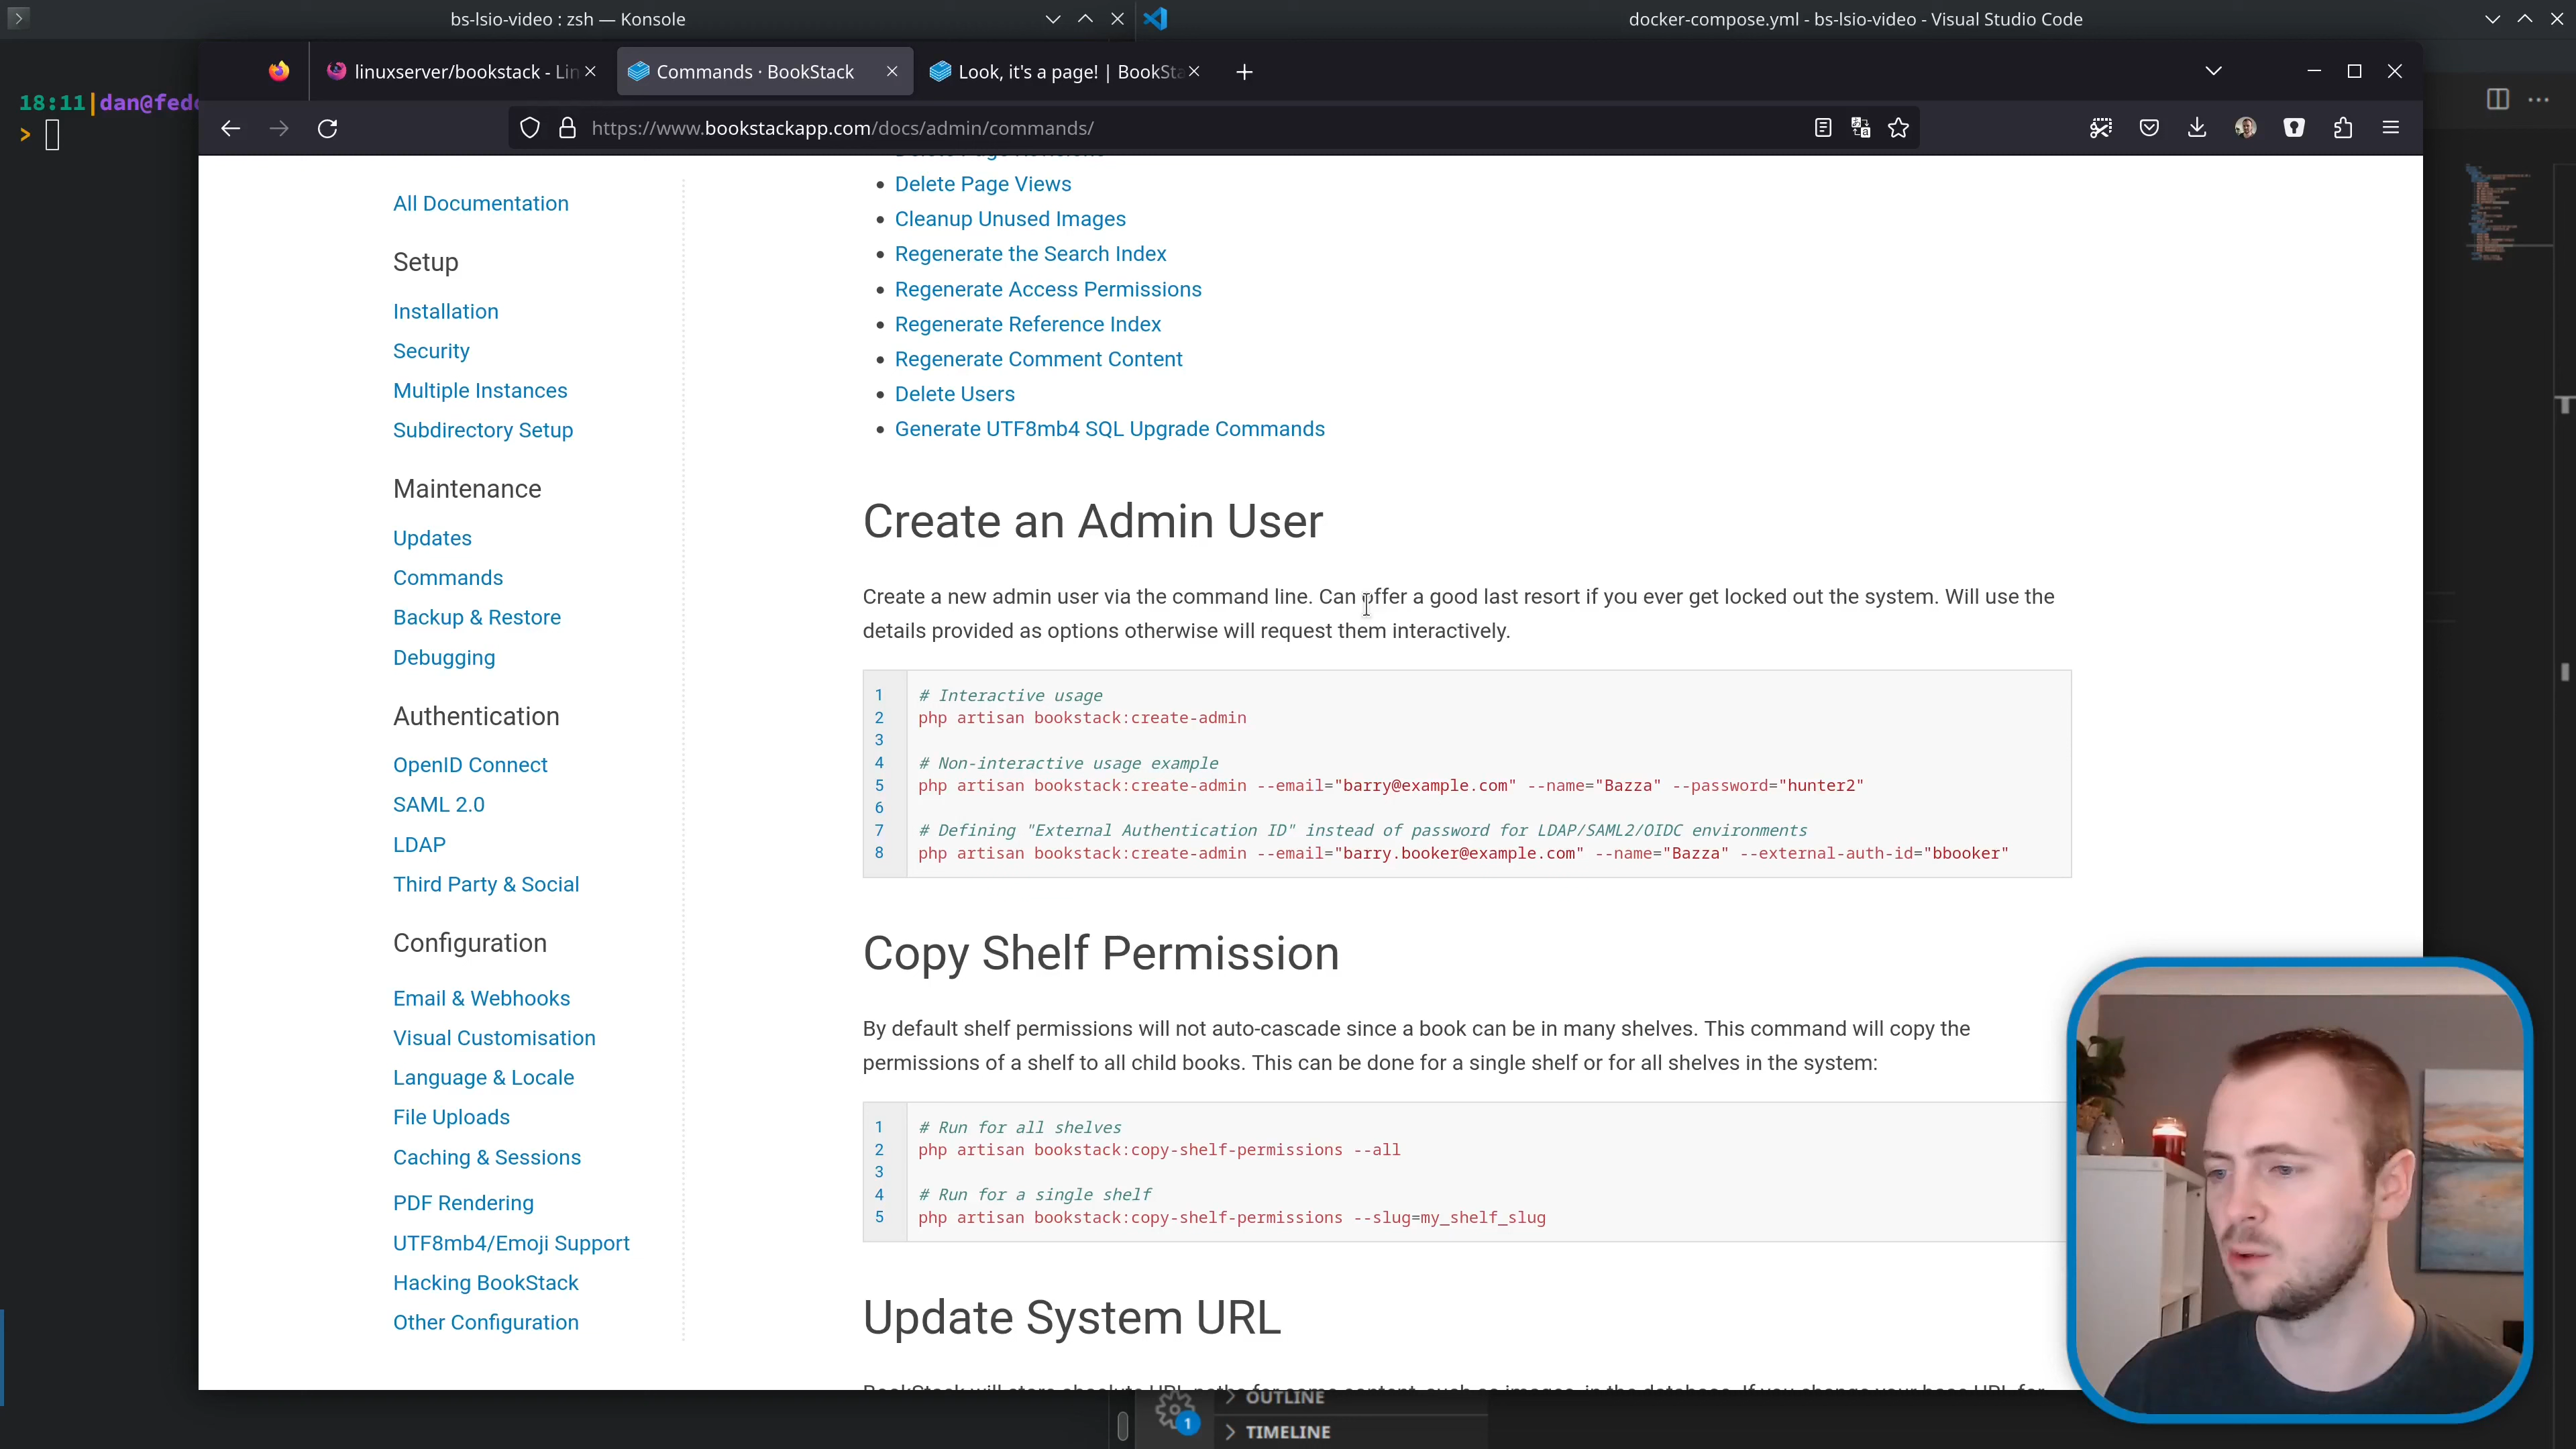 bs-lsio-video : zsh — Konsole
docker-compose.yml - bs-lsio-video - Visual Studio Code
linuxserver/bookstack - Lin
Commands · BookStack
Look, it's a page! | BookSta
18:11|dan@fedo
>
https://www.bookstackapp.com/docs/admin/commands/
All Documentation
Setup
Installation
Security
Multiple Instances
Subdirectory Setup
Maintenance
Updates
Commands
Backup & Restore
Debugging
Authentication
OpenID Connect
SAML 2.0
LDAP
Third Party & Social
Configuration
Email & Webhooks
Visual Customisation
Language & Locale
File Uploads
Caching & Sessions
PDF Rendering
UTF8mb4/Emoji Support
Hacking BookStack
Other Configuration
Delete Page Views
Cleanup Unused Images
Regenerate the Search Index
Regenerate Access Permissions
Regenerate Reference Index
Regenerate Comment Content
Delete Users
Generate UTF8mb4 SQL Upgrade Commands
Create an Admin User
Create a new admin user via the command line. Can offer a good last resort if you ever get locked out the system. Will use the
details provided as options otherwise will request them interactively.
1 # Interactive usage
2 php artisan bookstack:create-admin
3
4 # Non-interactive usage example
5 php artisan bookstack:create-admin --email="barry@example.com" --name="Bazza" --password="hunter2"
6
7 # Defining "External Authentication ID" instead of password for LDAP/SAML2/OIDC environments
8 php artisan bookstack:create-admin --email="barry.booker@example.com" --name="Bazza" --external-auth-id="bbooker"
Copy Shelf Permission
By default shelf permissions will not auto-cascade since a book can be in many shelves. This command will copy the
permissions of a shelf to all child books. This can be done for a single shelf or for all shelves in the system:
1 # Run for all shelves
2 php artisan bookstack:copy-shelf-permissions --all
3
4 # Run for a single shelf
5 php artisan bookstack:copy-shelf-permissions --slug=my_shelf_slug
Update System URL
OUTLINE
1
TIMELINE